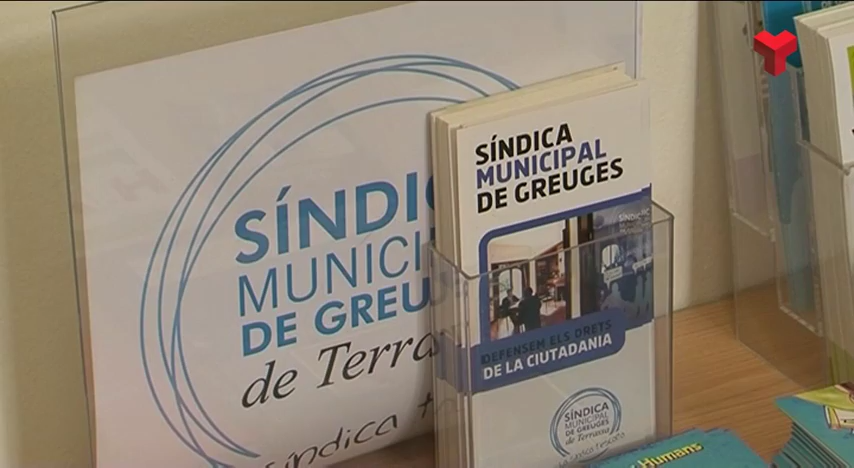 SÍNDIC
MUNICI
DE GREU
de Terras
síndica
SÍNDICA
MUNICIPAL
DE GREUGES
DEFENSEM ELS DRETS
DE LA CIUTADANIA
SÍNDICA
MUNICIPAL
DE GREUGES
de Terrassa
Humans